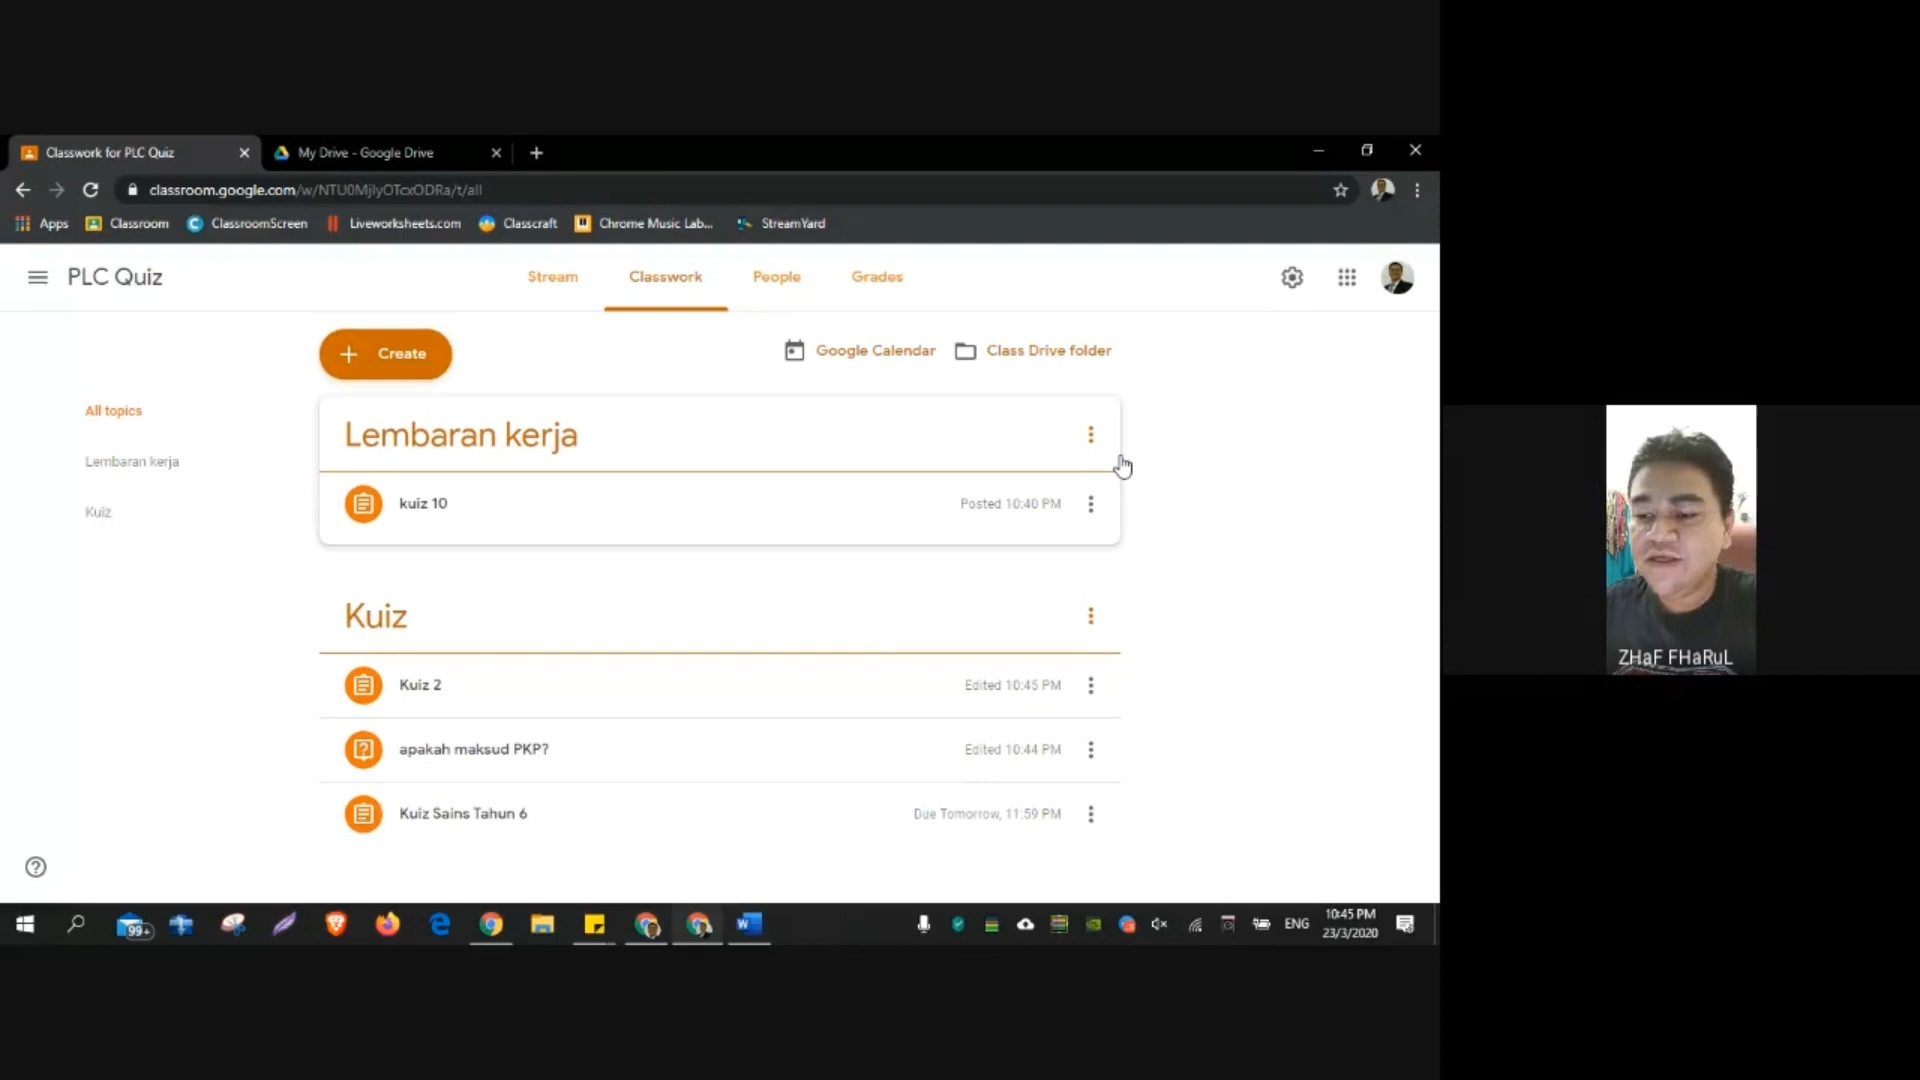 Classwork for PLC Quiz
My Drive - Google Drive
classroom.google.com/w/NTU0MjIyOTcxODRa/t/all
Apps
Classroom
ClassroomScreen
Liveworksheets.com
Classcraft
Chrome Music Lab...
StreamYard
PLC Quiz
Stream
Classwork
People
Grades
Create
Google Calendar
Class Drive folder
All topics
Lembaran kerja
Kuiz
Lembaran kerja
kuiz 10
Posted 10:40 PM
Kuiz
Kuiz 2
Edited 10:45 PM
apakah maksud PKP?
Edited 10:44 PM
Kuiz Sains Tahun 6
Due Tomorrow, 11:59 PM
99+
ENG
10:45 PM
23/3/2020
ZHaF FHaRuL